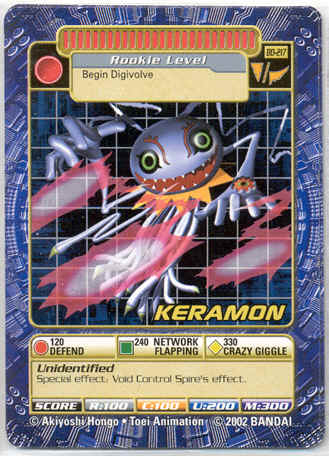 BO-217
Rookie Level
Begin Digivolve
KERAMON
120 DEFEND
240 NETWORK FLAPPING
330 CRAZY GIGGLE
Unidentified
Special effect: Void Control Spire's effect.
SCORE R:100 C:100 U:200 M:300
© Akiyoshi Hongo • Toei Animation © 2002 BANDAI